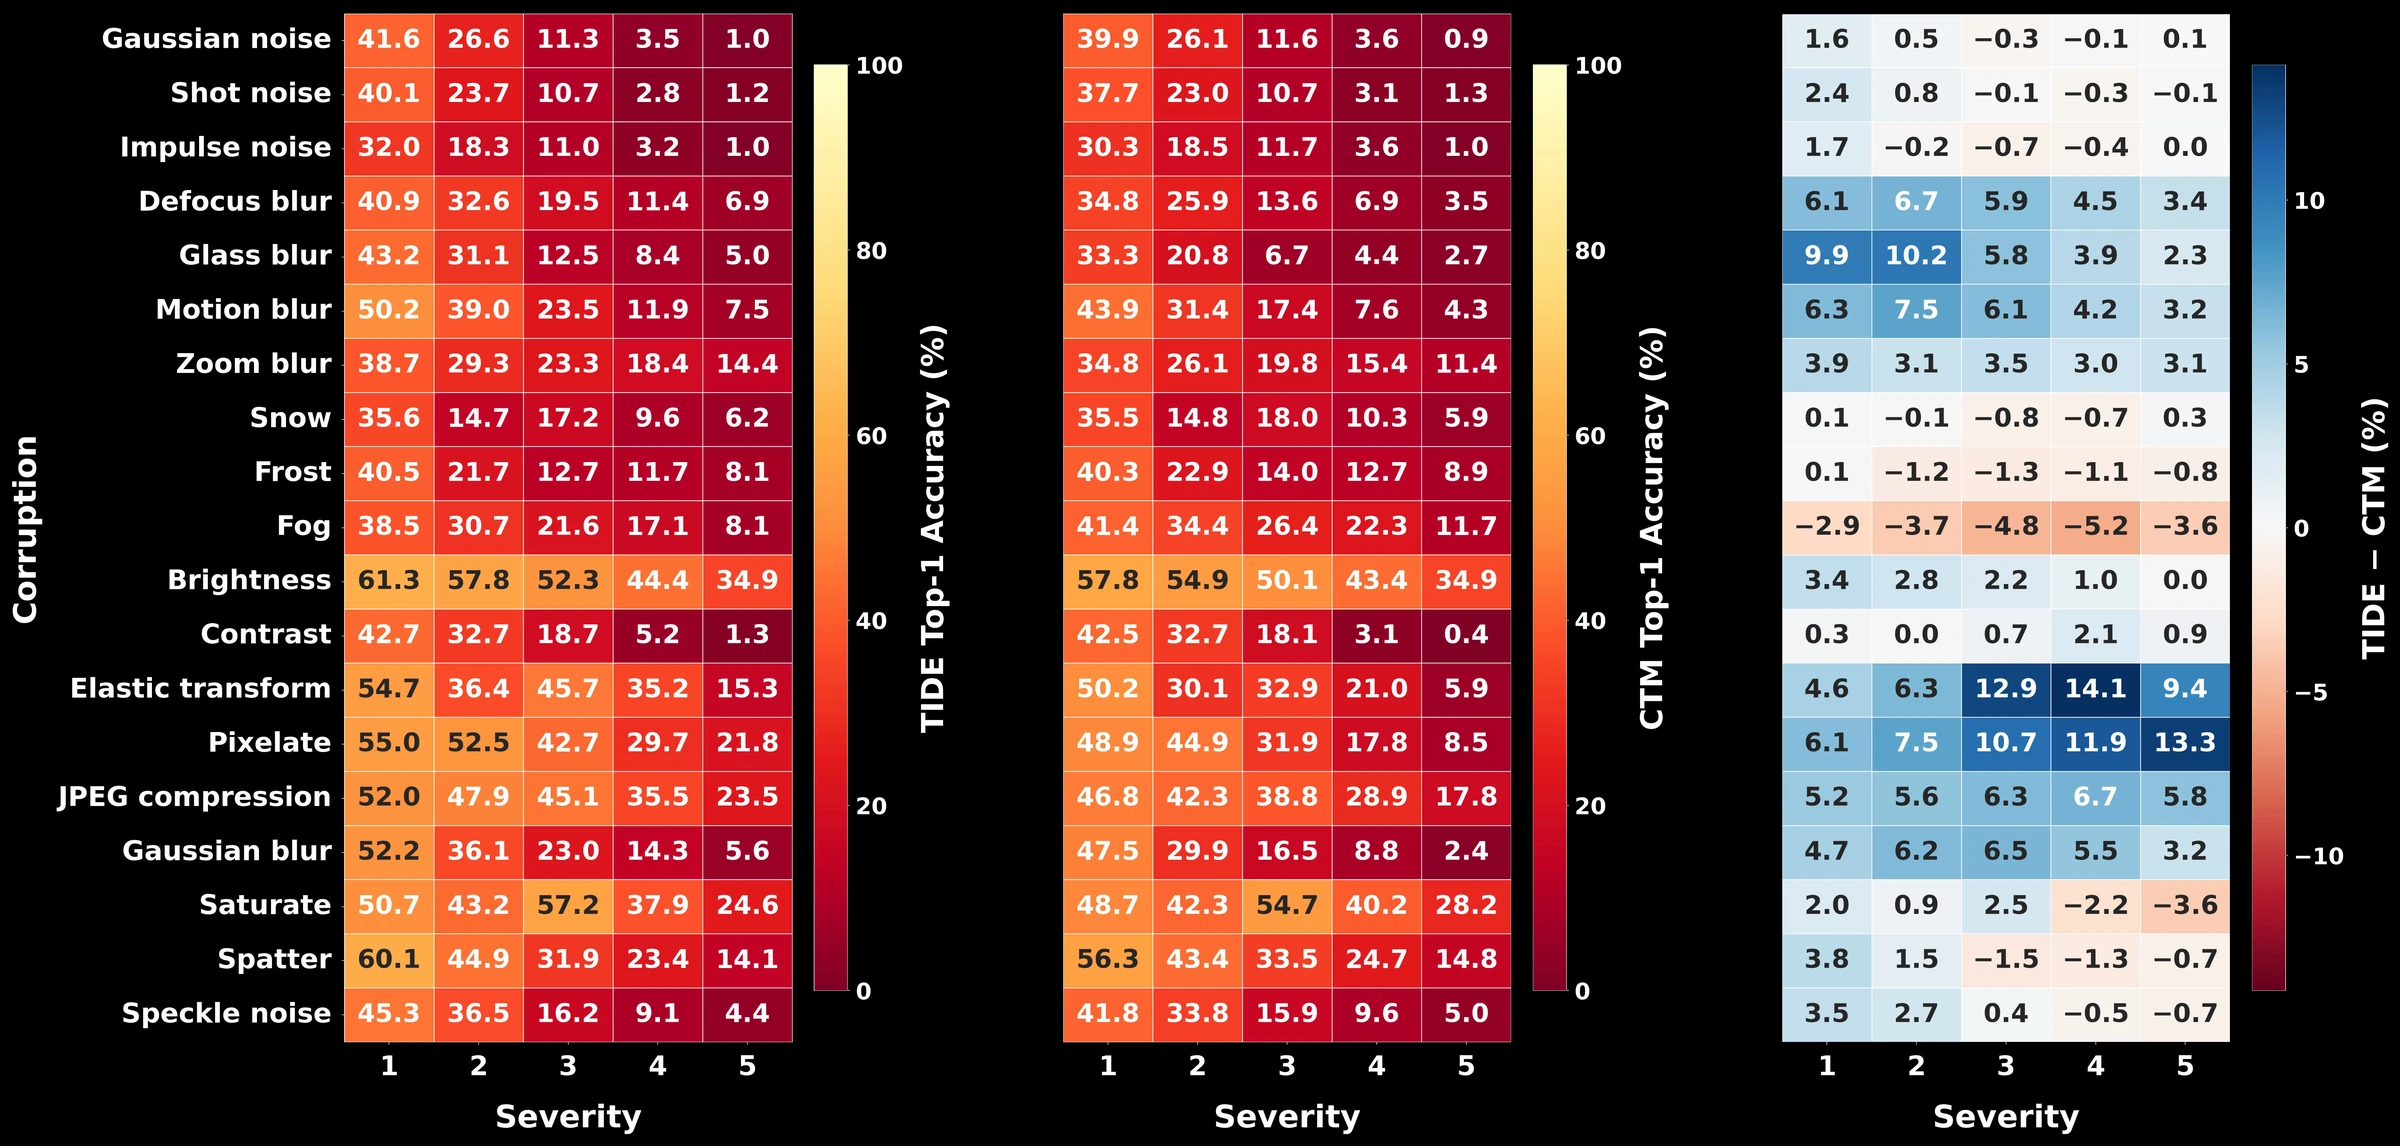 Corruption
Gaussian noise 41.6 26.6 11.3 3.5 1.0 39.9 26.1 11.6 3.6 0.9 1.6 0.5 −0.3 −0.1 0.1
Shot noise 40.1 23.7 10.7 2.8 1.2 37.7 23.0 10.7 3.1 1.3 2.4 0.8 −0.1 −0.3 −0.1
Impulse noise 32.0 18.3 11.0 3.2 1.0 30.3 18.5 11.7 3.6 1.0 1.7 −0.2 −0.7 −0.4 0.0
Defocus blur 40.9 32.6 19.5 11.4 6.9 34.8 25.9 13.6 6.9 3.5 6.1 6.7 5.9 4.5 3.4
Glass blur 43.2 31.1 12.5 8.4 5.0 33.3 20.8 6.7 4.4 2.7 9.9 10.2 5.8 3.9 2.3
Motion blur 50.2 39.0 23.5 11.9 7.5 43.9 31.4 17.4 7.6 4.3 6.3 7.5 6.1 4.2 3.2
Zoom blur 38.7 29.3 23.3 18.4 14.4 34.8 26.1 19.8 15.4 11.4 3.9 3.1 3.5 3.0 3.1
Snow 35.6 14.7 17.2 9.6 6.2 35.5 14.8 18.0 10.3 5.9 0.1 −0.1 −0.8 −0.7 0.3
Frost 40.5 21.7 12.7 11.7 8.1 40.3 22.9 14.0 12.7 8.9 0.1 −1.2 −1.3 −1.1 −0.8
Fog 38.5 30.7 21.6 17.1 8.1 41.4 34.4 26.4 22.3 11.7 −2.9 −3.7 −4.8 −5.2 −3.6
Brightness 61.3 57.8 52.3 44.4 34.9 57.8 54.9 50.1 43.4 34.9 3.4 2.8 2.2 1.0 0.0
Contrast 42.7 32.7 18.7 5.2 1.3 42.5 32.7 18.1 3.1 0.4 0.3 0.0 0.7 2.1 0.9
Elastic transform 54.7 36.4 45.7 35.2 15.3 50.2 30.1 32.9 21.0 5.9 4.6 6.3 12.9 14.1 9.4
Pixelate 55.0 52.5 42.7 29.7 21.8 48.9 44.9 31.9 17.8 8.5 6.1 7.5 10.7 11.9 13.3
JPEG compression 52.0 47.9 45.1 35.5 23.5 46.8 42.3 38.8 28.9 17.8 5.2 5.6 6.3 6.7 5.8
Gaussian blur 52.2 36.1 23.0 14.3 5.6 47.5 29.9 16.5 8.8 2.4 4.7 6.2 6.5 5.5 3.2
Saturate 50.7 43.2 57.2 37.9 24.6 48.7 42.3 54.7 40.2 28.2 2.0 0.9 2.5 −2.2 −3.6
Spatter 60.1 44.9 31.9 23.4 14.1 56.3 43.4 33.5 24.7 14.8 3.8 1.5 −1.5 −1.3 −0.7
Speckle noise 45.3 36.5 16.2 9.1 4.4 41.8 33.8 15.9 9.6 5.0 3.5 2.7 0.4 −0.5 −0.7
1 2 3 4 5 1 2 3 4 5 1 2 3 4 5
Severity Severity Severity
100
80
60
40
20
0
TIDE Top-1 Accuracy (%)
100
80
60
40
20
0
CTM Top-1 Accuracy (%)
10
5
0
−5
−10
TIDE − CTM (%)